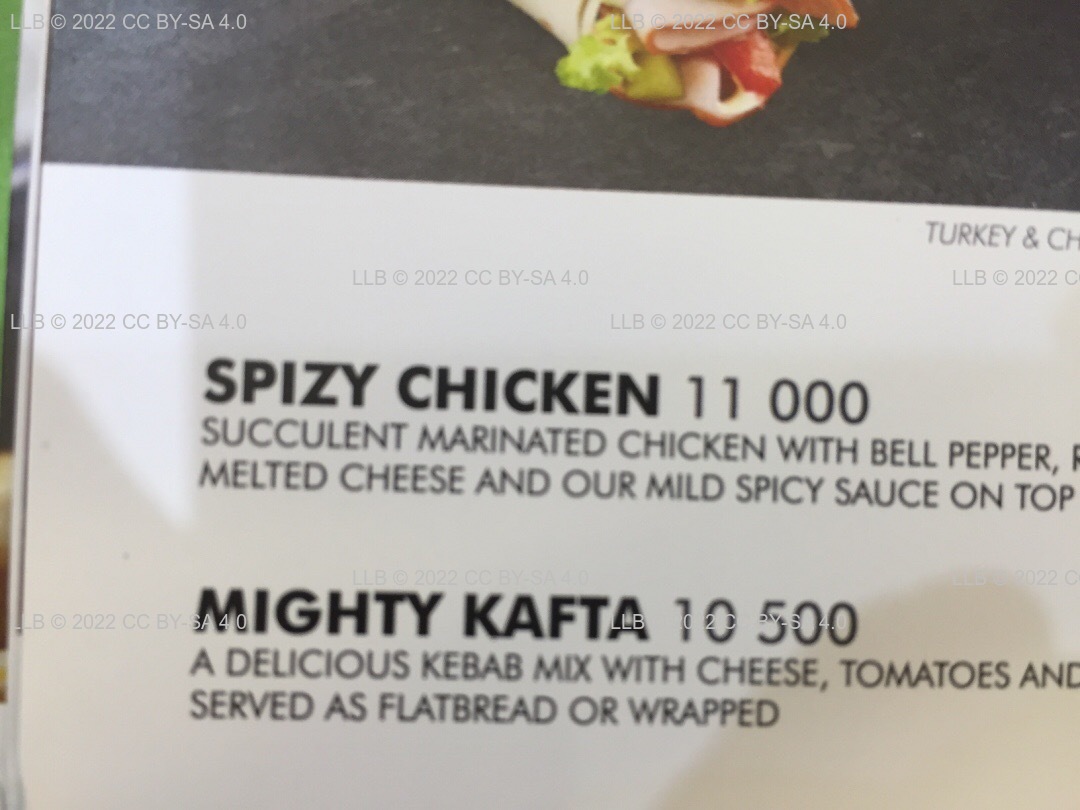 TURKEY & CH
SPIZY CHICKEN 11 000
SUCCULENT MARINATED CHICKEN WITH BELL PEPPER,
MELTED CHEESE AND OUR MILD SPICY SAUCE ON TOP
MIGHTY KAFTA 10 500
A DELICIOUS KEBAB MIX WITH CHEESE, TOMATOES AND
SERVED AS FLATBREAD OR WRAPPED
LLB © 2022 CC BY-SA 4.0